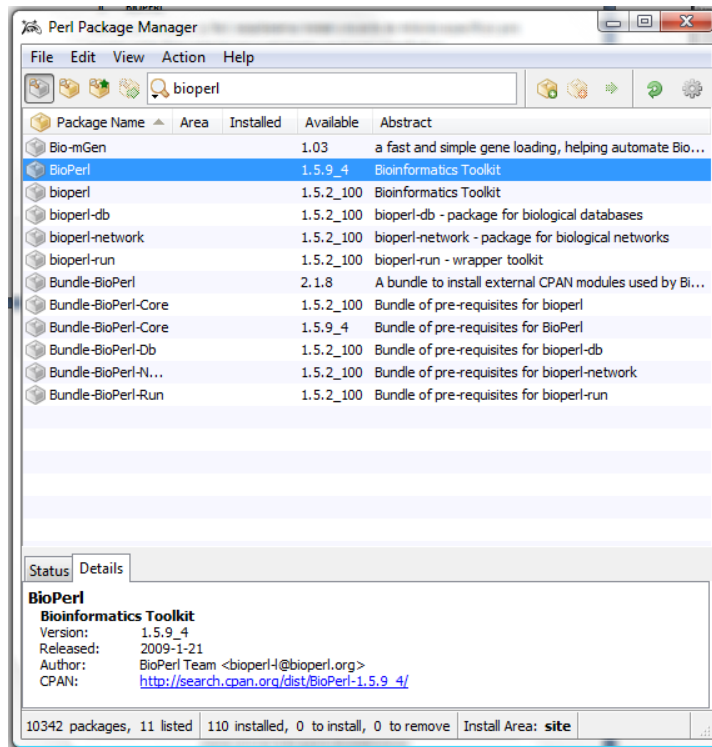 Perl Package Manager
File Edit View Action Help
bioperl
Package Name Area Installed Available Abstract
Bio-mGen 1.03 a fast and simple gene loading, helping automate Bio...
BioPerl 1.5.9_4 Bioinformatics Toolkit
bioperl 1.5.2_100 Bioinformatics Toolkit
bioperl-db 1.5.2_100 bioperl-db - package for biological databases
bioperl-network 1.5.2_100 bioperl-network - package for biological networks
bioperl-run 1.5.2_100 bioperl-run - wrapper toolkit
Bundle-BioPerl 2.1.8 A bundle to install external CPAN modules used by Bi...
Bundle-BioPerl-Core 1.5.2_100 Bundle of pre-requisites for bioperl
Bundle-BioPerl-Core 1.5.9_4 Bundle of pre-requisites for BioPerl
Bundle-BioPerl-Db 1.5.2_100 Bundle of pre-requisites for bioperl-db
Bundle-BioPerl-N... 1.5.2_100 Bundle of pre-requisites for bioperl-network
Bundle-BioPerl-Run 1.5.2_100 Bundle of pre-requisites for bioperl-run
Status Details
BioPerl
Bioinformatics Toolkit
Version: 1.5.9_4
Released: 2009-1-21
Author: BioPerl Team <bioperl-l@bioperl.org>
CPAN: http://search.cpan.org/dist/BioPerl-1.5.9_4/
10342 packages, 11 listed 110 installed, 0 to install, 0 to remove Install Area: site